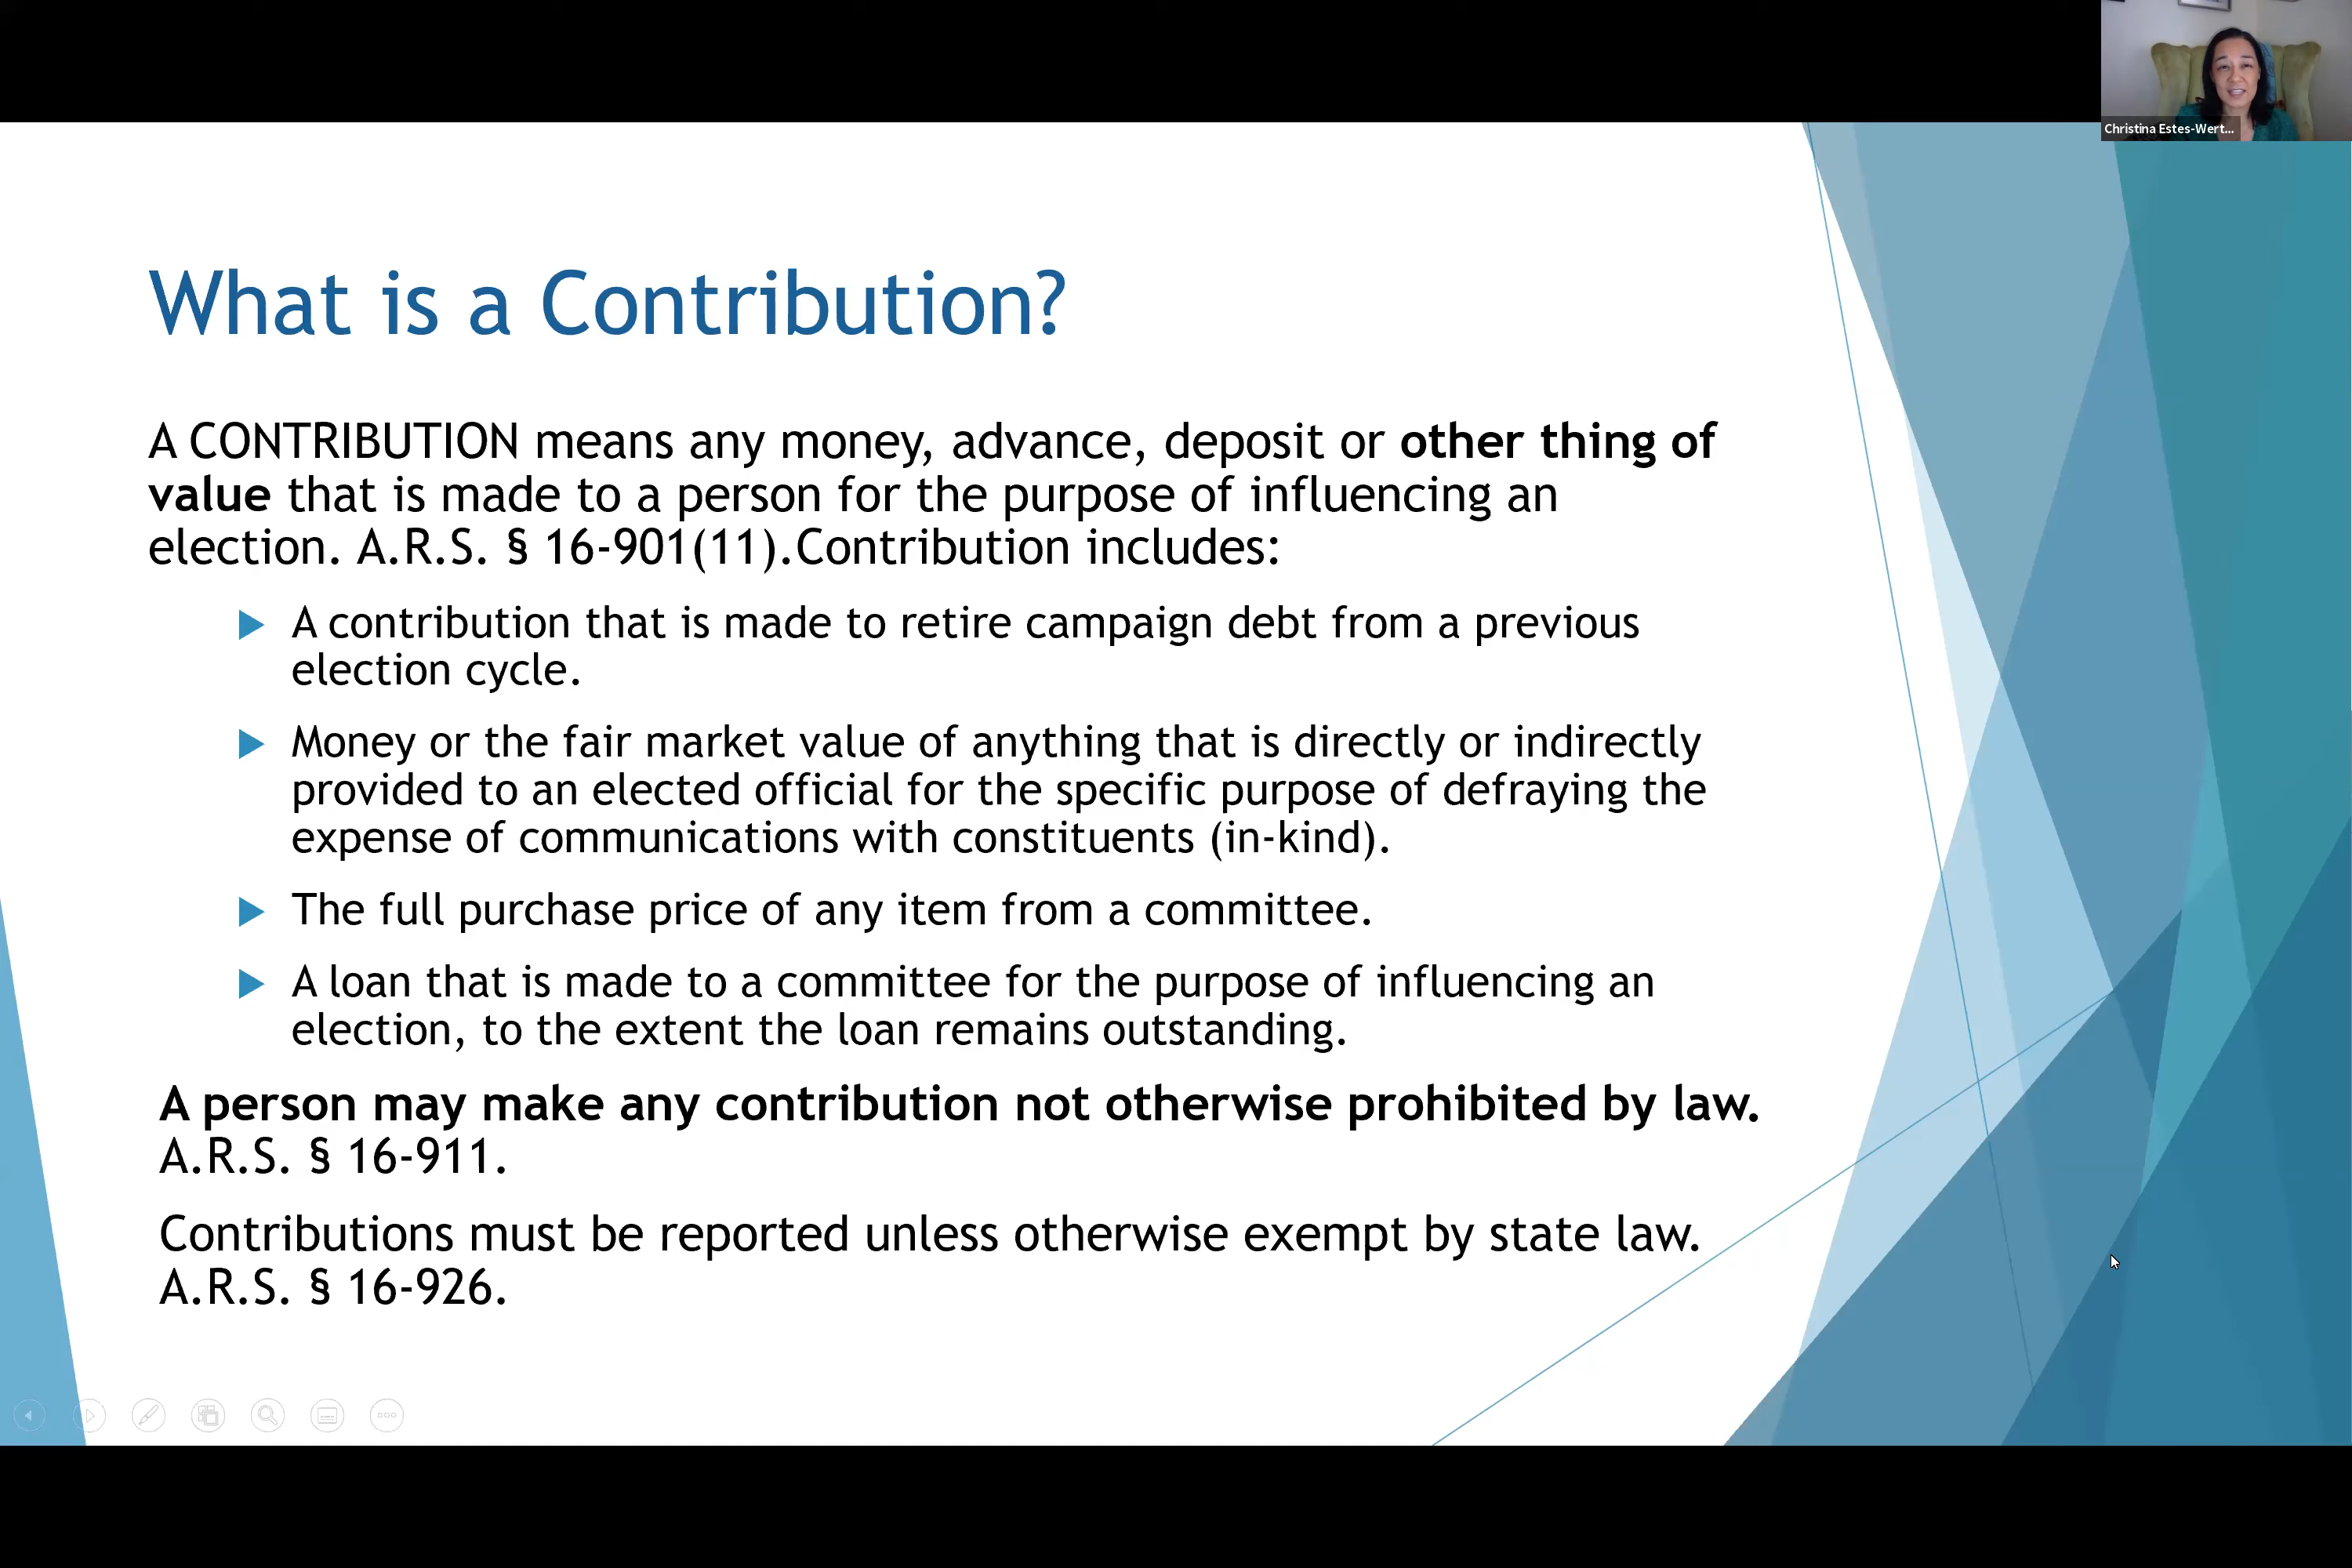 Christina Estes-Wert...
What is a Contribution?
A CONTRIBUTION means any money, advance, deposit or other thing of
value that is made to a person for the purpose of influencing an
election. A.R.S. § 16-901(11).Contribution includes:
A contribution that is made to retire campaign debt from a previous
election cycle.
Money or the fair market value of anything that is directly or indirectly
provided to an elected official for the specific purpose of defraying the
expense of communications with constituents (in-kind).
The full purchase price of any item from a committee.
A loan that is made to a committee for the purpose of influencing an
election, to the extent the loan remains outstanding.
A person may make any contribution not otherwise prohibited by law.
A.R.S. § 16-911.
Contributions must be reported unless otherwise exempt by state law.
A.R.S. § 16-926.